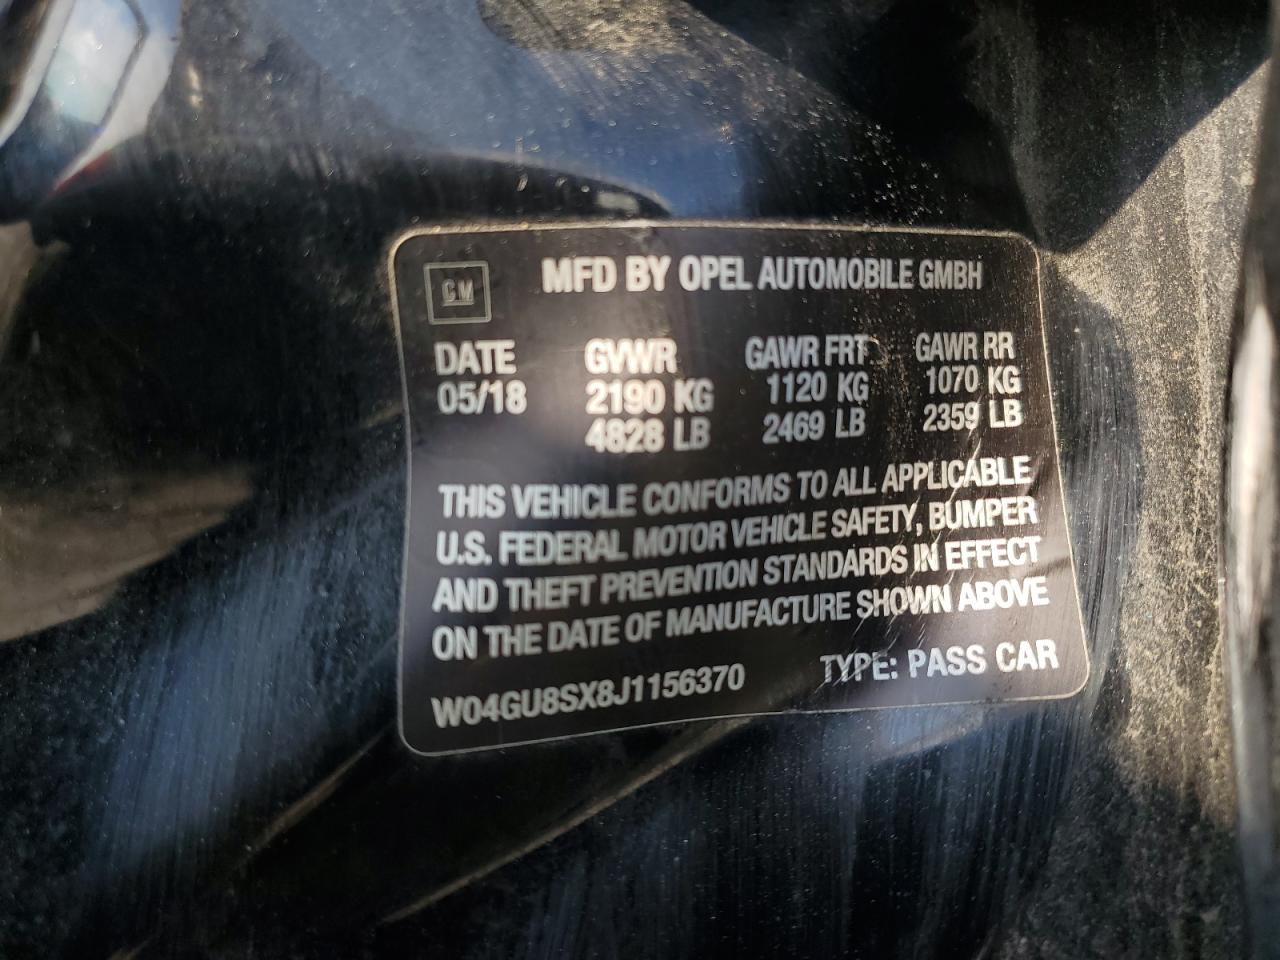 GM MFD BY OPEL AUTOMOBILE GMBH
DATE GVWR GAWR FRT GAWR RR
05/18 2190 KG 1120 KG 1070 KG
4828 LB 2469 LB 2359 LB
THIS VEHICLE CONFORMS TO ALL APPLICABLE
U.S. FEDERAL MOTOR VEHICLE SAFETY, BUMPER
AND THEFT PREVENTION STANDARDS IN EFFECT
ON THE DATE OF MANUFACTURE SHOWN ABOVE
W04GU8SX8J1156370 TYPE: PASS CAR